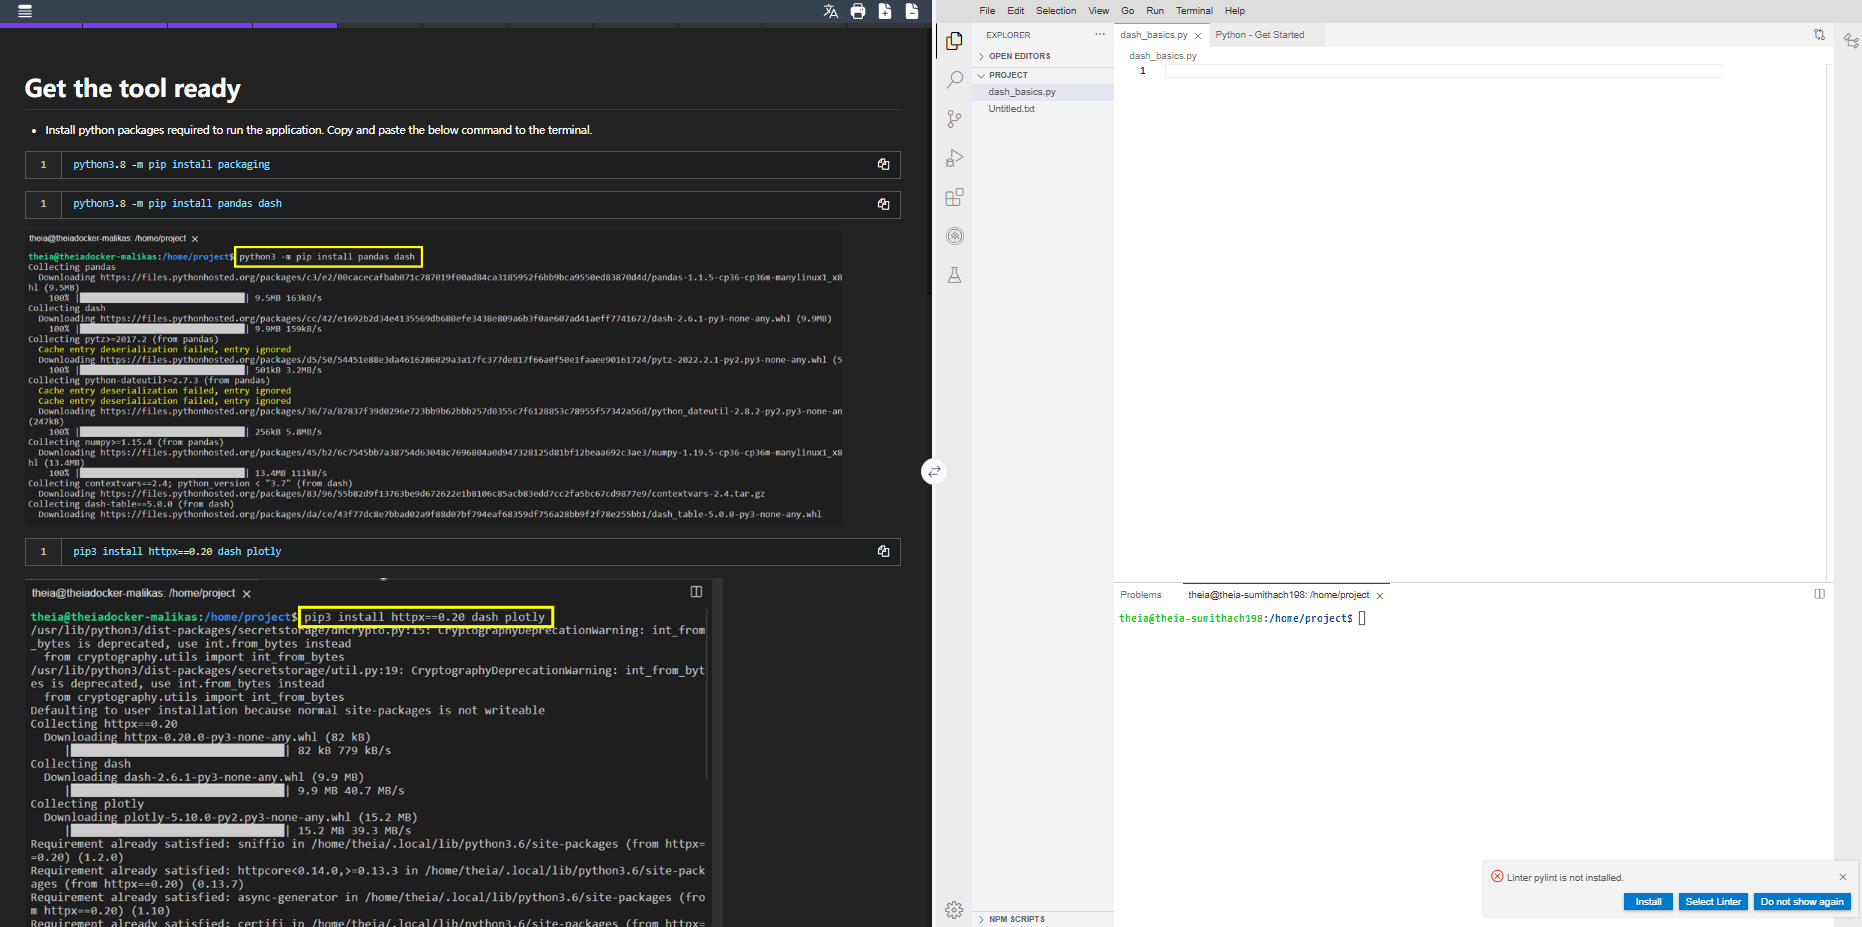 Get the tool ready
Install python packages required to run the application. Copy and paste the below command to the terminal.
1 python3.8 -m pip install packaging
1 python3.8 -m pip install pandas dash
theia@theiadocker-malikas: /home/project ×
theia@theiadocker-malikas:/home/project$ python3 -m pip install pandas dash
Collecting pandas
Downloading https://files.pythonhosted.org/packages/c3/e2/00cacecafbab071c787019f00ad84ca3185952f6bb9bca9550ed83870d4d/pandas-1.1.5-cp36-cp36m-manylinux1_x8
hl (9.5MB)
100% | | 9.5MB 163kB/s
Collecting dash
Downloading https://files.pythonhosted.org/packages/cc/42/e1692b2d34e4135569db680efe3438e809a6b3f0ae607ad41aeff7741672/dash-2.6.1-py3-none-any.whl (9.9MB)
100% | | 9.9MB 159kB/s
Collecting pytz>=2017.2 (from pandas)
Cache entry deserialization failed, entry ignored
Downloading https://files.pythonhosted.org/packages/d5/50/54451e88e3da4616286029a3a17fc377de817f66a0f50e1faaee90161724/pytz-2022.2.1-py2.py3-none-any.whl (5
100% | | 501kB 3.2MB/s
Collecting python-dateutil>=2.7.3 (from pandas)
Cache entry deserialization failed, entry ignored
Cache entry deserialization failed, entry ignored
Downloading https://files.pythonhosted.org/packages/36/7a/87837f39d0296e723bb9b62bbb257d0355c7f6128853c78955f57342a56d/python_dateutil-2.8.2-py2.py3-none-an
(247kB)
100% | | 256kB 5.8MB/s
Collecting numpy>=1.15.4 (from pandas)
Downloading https://files.pythonhosted.org/packages/45/b2/6c7545bb7a38754d63048c7696804a0d947328125d81bf12beaa692c3ae3/numpy-1.19.5-cp36-cp36m-manylinux1_x8
hl (13.4MB)
100% | | 13.4MB 111kB/s
Collecting contextvars==2.4; python_version < "3.7" (from dash)
Downloading https://files.pythonhosted.org/packages/83/96/55b82d9f13763be9d672622e1b8106c85acb83edd7cc2fa5bc67cd9877e9/contextvars-2.4.tar.gz
Collecting dash-table==5.0.0 (from dash)
Downloading https://files.pythonhosted.org/packages/da/ce/43f77dc8e7bbad02a9f88d07bf794eaf68359df756a28bb9f2f78e255bb1/dash_table-5.0.0-py3-none-any.whl
1 pip3 install httpx==0.20 dash plotly
theia@theiadocker-malikas: /home/project ×
theia@theiadocker-malikas:/home/project$ pip3 install httpx==0.20 dash plotly
/usr/lib/python3/dist-packages/secretstorage/dhcrypto.py:15: CryptographyDeprecationWarning: int_from
_bytes is deprecated, use int.from_bytes instead
from cryptography.utils import int_from_bytes
/usr/lib/python3/dist-packages/secretstorage/util.py:19: CryptographyDeprecationWarning: int_from_byt
es is deprecated, use int.from_bytes instead
from cryptography.utils import int_from_bytes
Defaulting to user installation because normal site-packages is not writeable
Collecting httpx==0.20
Downloading httpx-0.20.0-py3-none-any.whl (82 kB)
| | 82 kB 779 kB/s
Collecting dash
Downloading dash-2.6.1-py3-none-any.whl (9.9 MB)
| | 9.9 MB 40.7 MB/s
Collecting plotly
Downloading plotly-5.10.0-py2.py3-none-any.whl (15.2 MB)
| | 15.2 MB 39.3 MB/s
Requirement already satisfied: sniffio in /home/theia/.local/lib/python3.6/site-packages (from httpx=
=0.20) (1.2.0)
Requirement already satisfied: httpcore<0.14.0,>=0.13.3 in /home/theia/.local/lib/python3.6/site-pack
ages (from httpx==0.20) (0.13.7)
Requirement already satisfied: async-generator in /home/theia/.local/lib/python3.6/site-packages (fro
m httpx==0.20) (1.10)
Requirement already satisfied: certifi in /home/theia/.local/lib/python3.6/site-packages (from httpx=
File Edit Selection View Go Run Terminal Help
EXPLORER ...
OPEN EDITORS
PROJECT
dash_basics.py
Untitled.txt
NPM SCRIPTS
dash_basics.py × Python - Get Started
dash_basics.py
1
Problems theia@theia-sumithach198: /home/project ×
theia@theia-sumithach198:/home/project$
Linter pylint is not installed.
Install Select Linter Do not show again